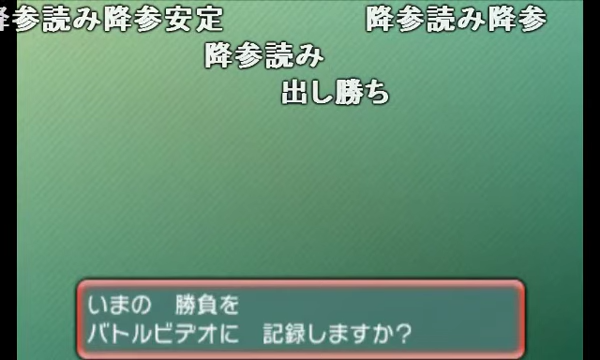 降参読み降参安定
降参読み降参
降参読み
出し勝ち
いまの　勝負を
バトルビデオに　記録しますか?